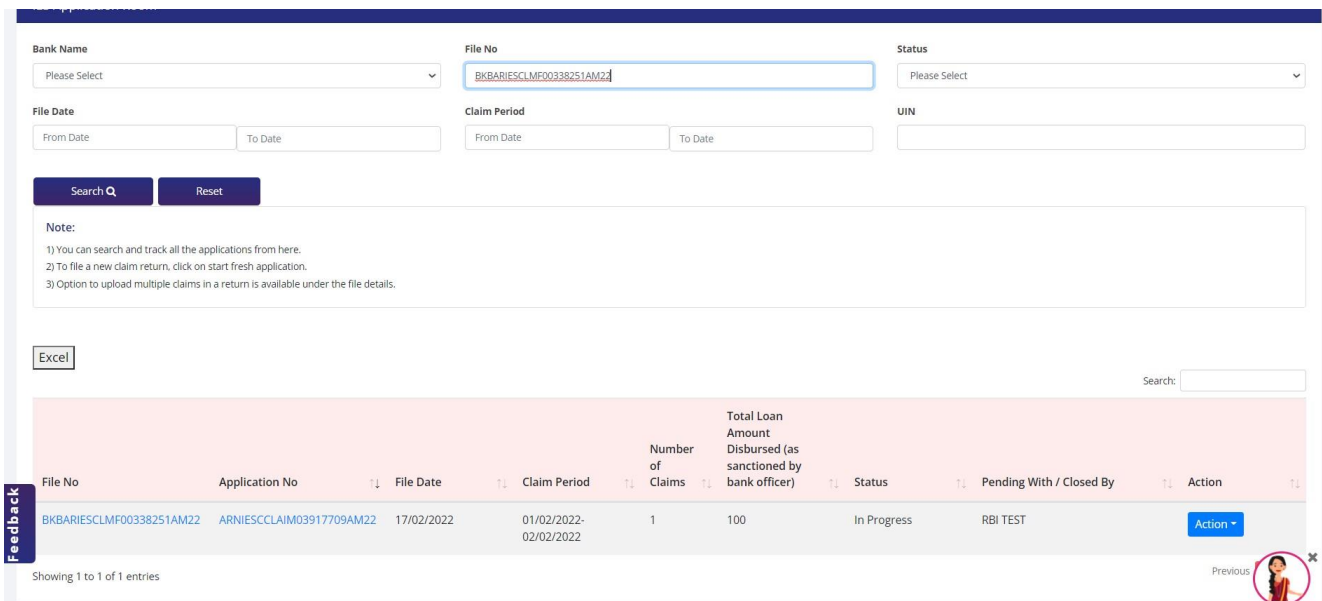 Bank Name
File No
Status
Please Select
BKBARIESCLMF00338251AM22
Please Select
File Date
Claim Period
UIN
From Date
To Date
From Date
To Date
Search
Reset
Note:
1) You can search and track all the applications from here.
2) To file a new claim return, click on start fresh application.
3) Option to upload multiple claims in a return is available under the file details.
Excel
Search:
File No
Application No
File Date
Claim Period
Number
of
Claims
Total Loan
Amount
Disbursed (as
sanctioned by
bank officer)
Status
Pending With / Closed By
Action
BKBARIESCLMF00338251AM22
ARNIESCCLAIM03917709AM22
17/02/2022
01/02/2022-
02/02/2022
1
100
In Progress
RBI TEST
Action
Showing 1 to 1 of 1 entries
Previous
Feedback